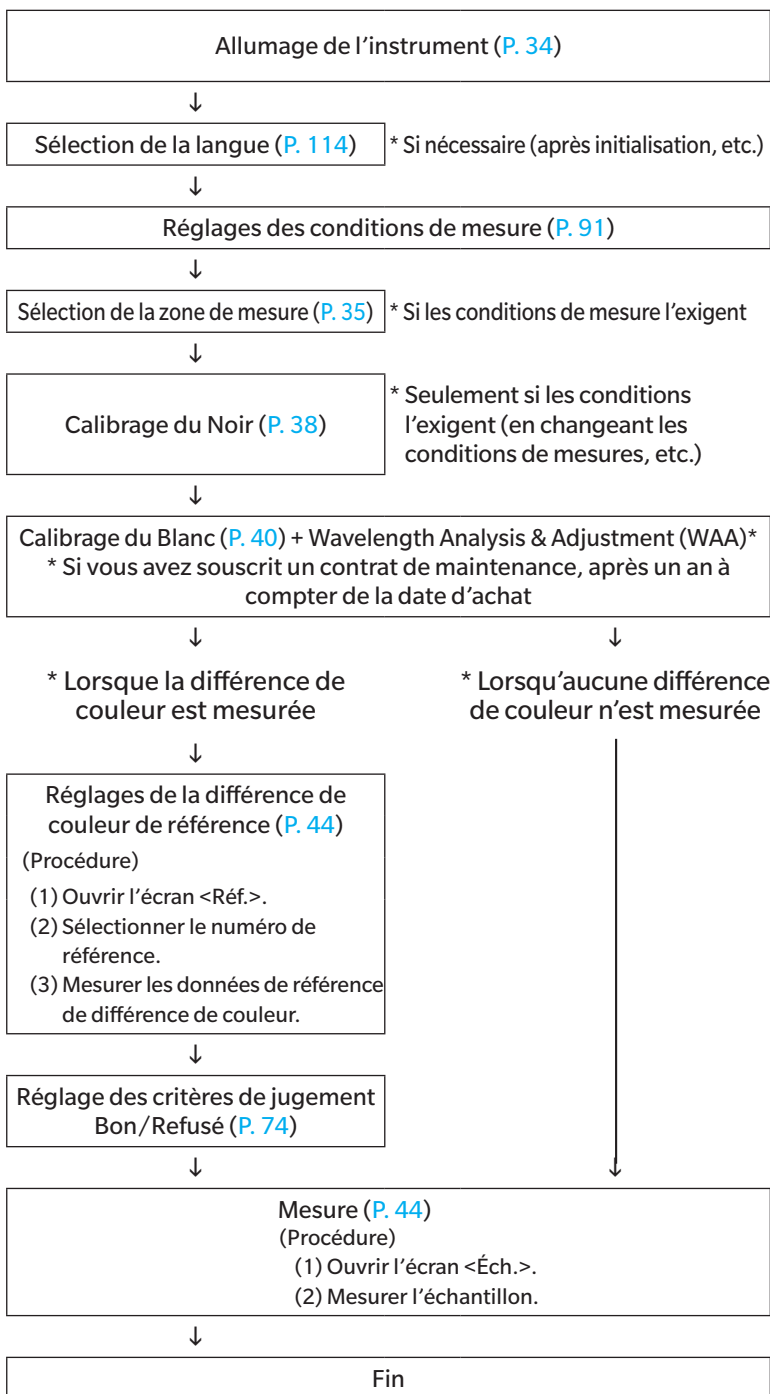 Allumage de l'instrument (P. 34)
↓
Sélection de la langue (P. 114)
* Si nécessaire (après initialisation, etc.)
↓
Réglages des conditions de mesure (P. 91)
↓
Sélection de la zone de mesure (P. 35)
* Si les conditions de mesure l'exigent
↓
Calibrage du Noir (P. 38)
* Seulement si les conditions
l'exigent (en changeant les
conditions de mesures, etc.)
↓
Calibrage du Blanc (P. 40) + Wavelength Analysis & Adjustment (WAA)*
* Si vous avez souscrit un contrat de maintenance, après un an à
compter de la date d'achat
↓ ↓
* Lorsque la différence de
couleur est mesurée
* Lorsqu'aucune différence
de couleur n'est mesurée
↓
Réglages de la différence de
couleur de référence (P. 44)
(Procédure)
(1) Ouvrir l'écran <Réf.>.
(2) Sélectionner le numéro de
référence.
(3) Mesurer les données de référence
de différence de couleur.
↓
Réglage des critères de jugement
Bon/Refusé (P. 74)
↓ ↓
Mesure (P. 44)
(Procédure)
(1) Ouvrir l'écran <Éch.>.
(2) Mesurer l'échantillon.
↓
Fin